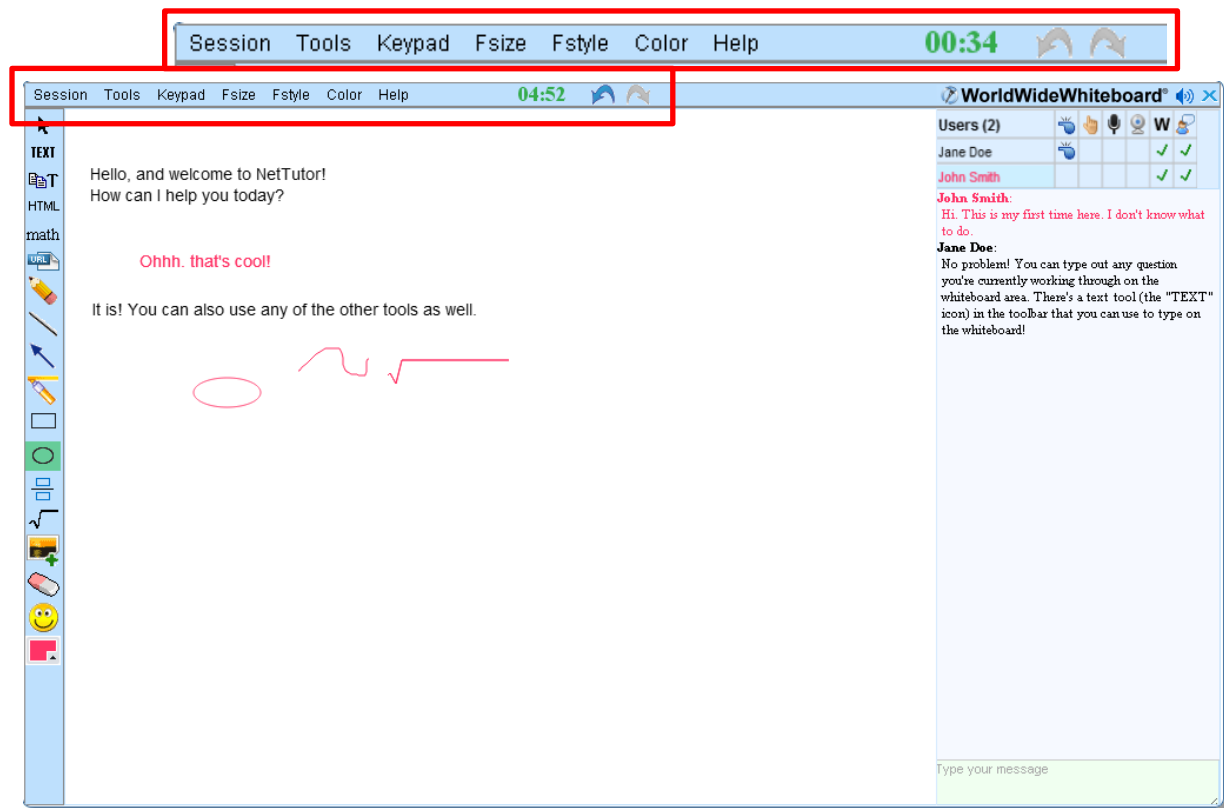 Session Tools Keypad Fsize Fstyle Color Help 00:34
Session Tools Keypad Fsize Fstyle Color Help 04:52
WorldWideWhiteboard®
TEXT
T
HTML
math
URL
Hello, and welcome to NetTutor!
How can I help you today?
Ohhh. that's cool!
It is! You can also use any of the other tools as well.
Users (2) W
Jane Doe
John Smith
John Smith:
Hi. This is my first time here. I don't know what
to do.
Jane Doe:
No problem! You can type out any question
you're currently working through on the
whiteboard area. There's a text tool (the "TEXT"
icon) in the toolbar that you can use to type on
the whiteboard!
Type your message